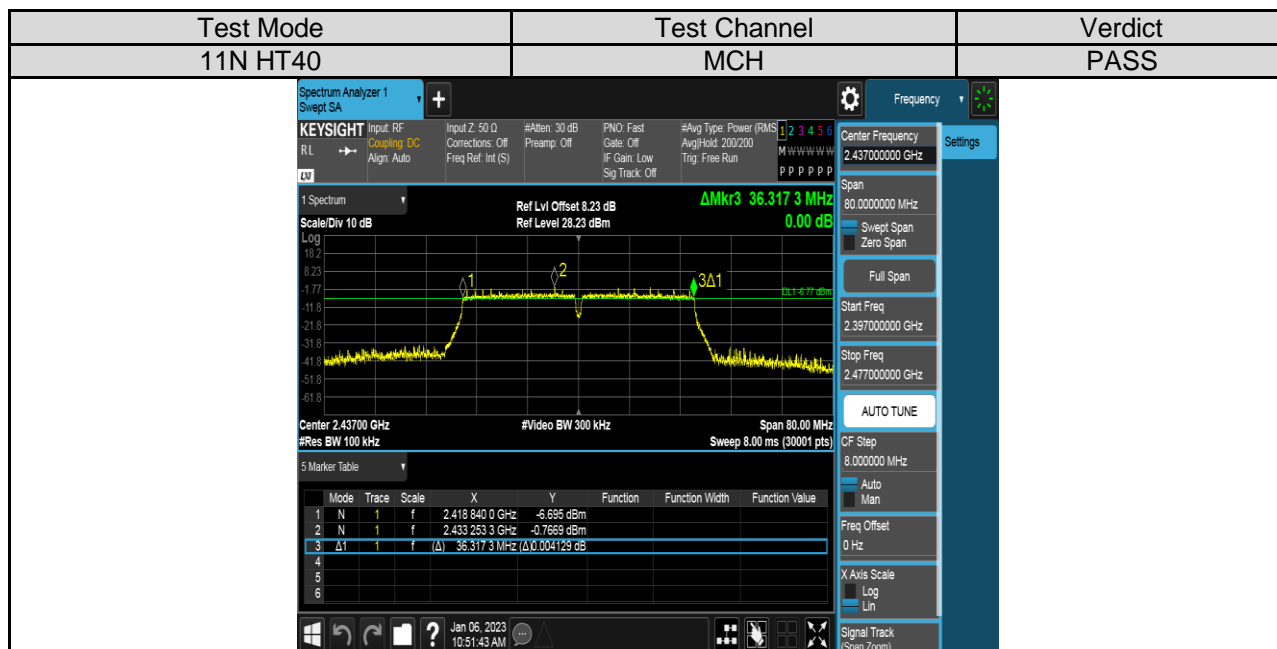 Test Mode Test Channel Verdict
11N HT40 MCH PASS
Spectrum Analyzer 1
Swept SA
+
Frequency
KEYSIGHT Input: RF Input Z: 50 Ω #Atten: 30 dB PNO: Fast #Avg Type: Power (RMS 1 2 3 4 5 6
RL Coupling: DC Corrections: Off Preamp: Off Gate: Off Avg|Hold: 200/200 M W W W W W
Align: Auto Freq Ref: Int (S) IF Gain: Low Trig: Free Run
LXI Sig Track: Off P P P P P P
Center Frequency
2.437000000 GHz
Settings
1 Spectrum
Ref Lvl Offset 8.23 dB ΔMkr3 36.317 3 MHz
Scale/Div 10 dB Ref Level 28.23 dBm 0.00 dB
Log
18.2
8.23
-1.77
-11.8
-21.8
-31.8
-41.8
-51.8
-61.8
1
2
3Δ1
DL1 -6.77 dBm
Center 2.43700 GHz #Video BW 300 kHz Span 80.00 MHz
#Res BW 100 kHz Sweep 8.00 ms (30001 pts)
Span
80.0000000 MHz
Swept Span
Zero Span
Full Span
Start Freq
2.397000000 GHz
Stop Freq
2.477000000 GHz
AUTO TUNE
CF Step
8.000000 MHz
Auto
Man
Freq Offset
0 Hz
X Axis Scale
Log
Lin
Signal Track
(Span Zoom)
5 Marker Table
Mode Trace Scale X Y Function Function Width Function Value
1 N 1 f 2.418 840 0 GHz -6.695 dBm
2 N 1 f 2.433 253 3 GHz -0.7669 dBm
3 Δ1 1 f (Δ) 36.317 3 MHz (Δ)0.004129 dB
4
5
6
?
Jan 06, 2023
10:51:43 AM